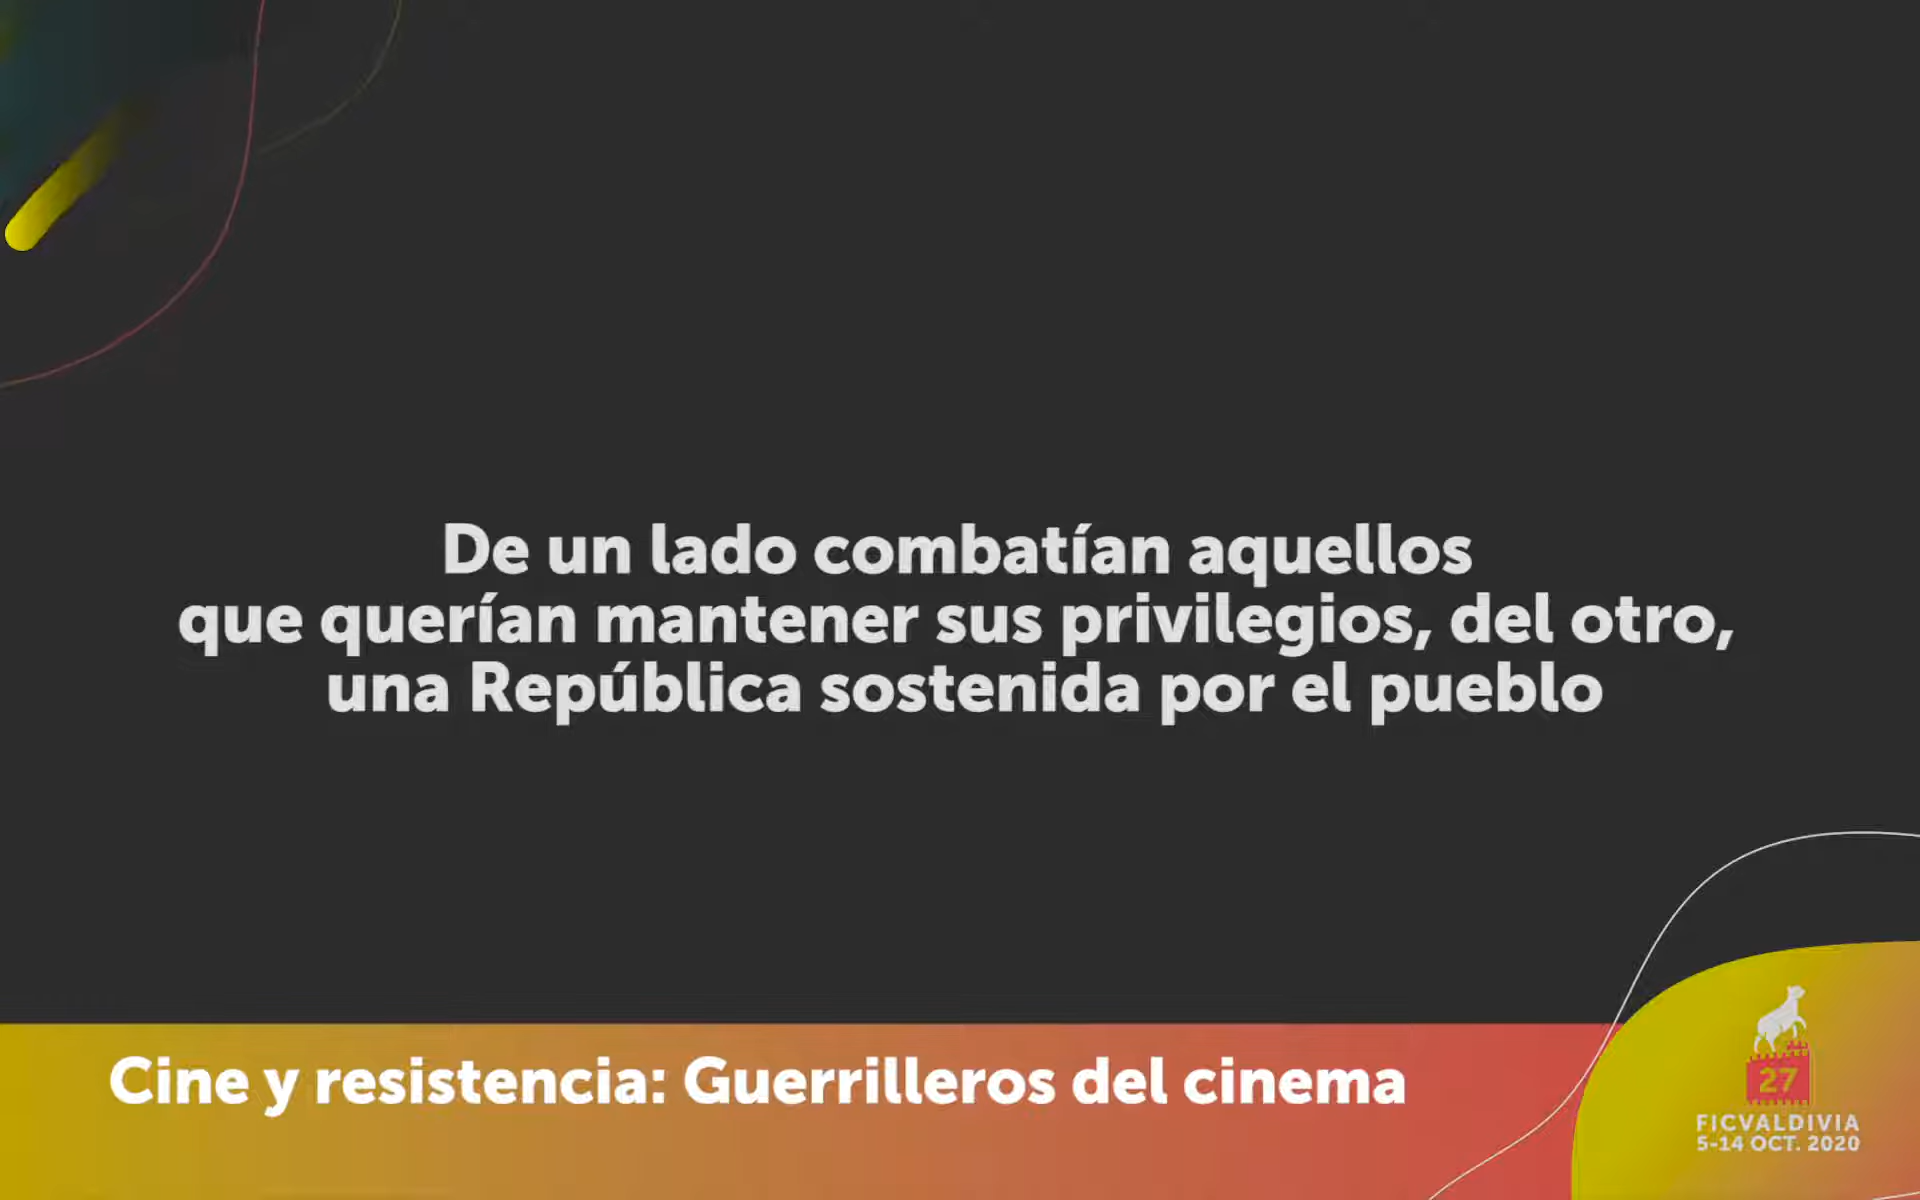 De un lado combatían aquellos
que querían mantener sus privilegios, del otro,
una República sostenida por el pueblo
Cine y resistencia: Guerrilleros del cinema
27
FICVALDIVIA
5-14 OCT. 2020